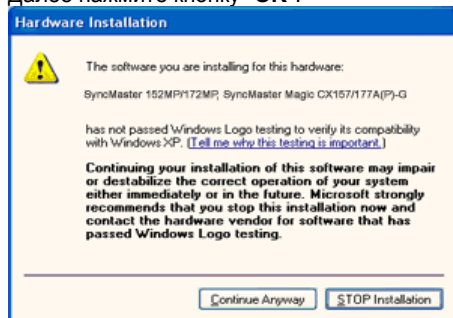 Далее нажмите кнопку "OK".
Hardware Installation
The software you are installing for this hardware:
SyncMaster 152MP/172MP, SyncMaster Magic CX157/177A(P)-G
has not passed Windows Logo testing to verify its compatibility
with Windows XP. (Tell me why this testing is important.)
Continuing your installation of this software may impair
or destabilize the correct operation of your system
either immediately or in the future. Microsoft strongly
recommends that you stop this installation now and
contact the hardware vendor for software that has
passed Windows Logo testing.
Continue Anyway STOP Installation